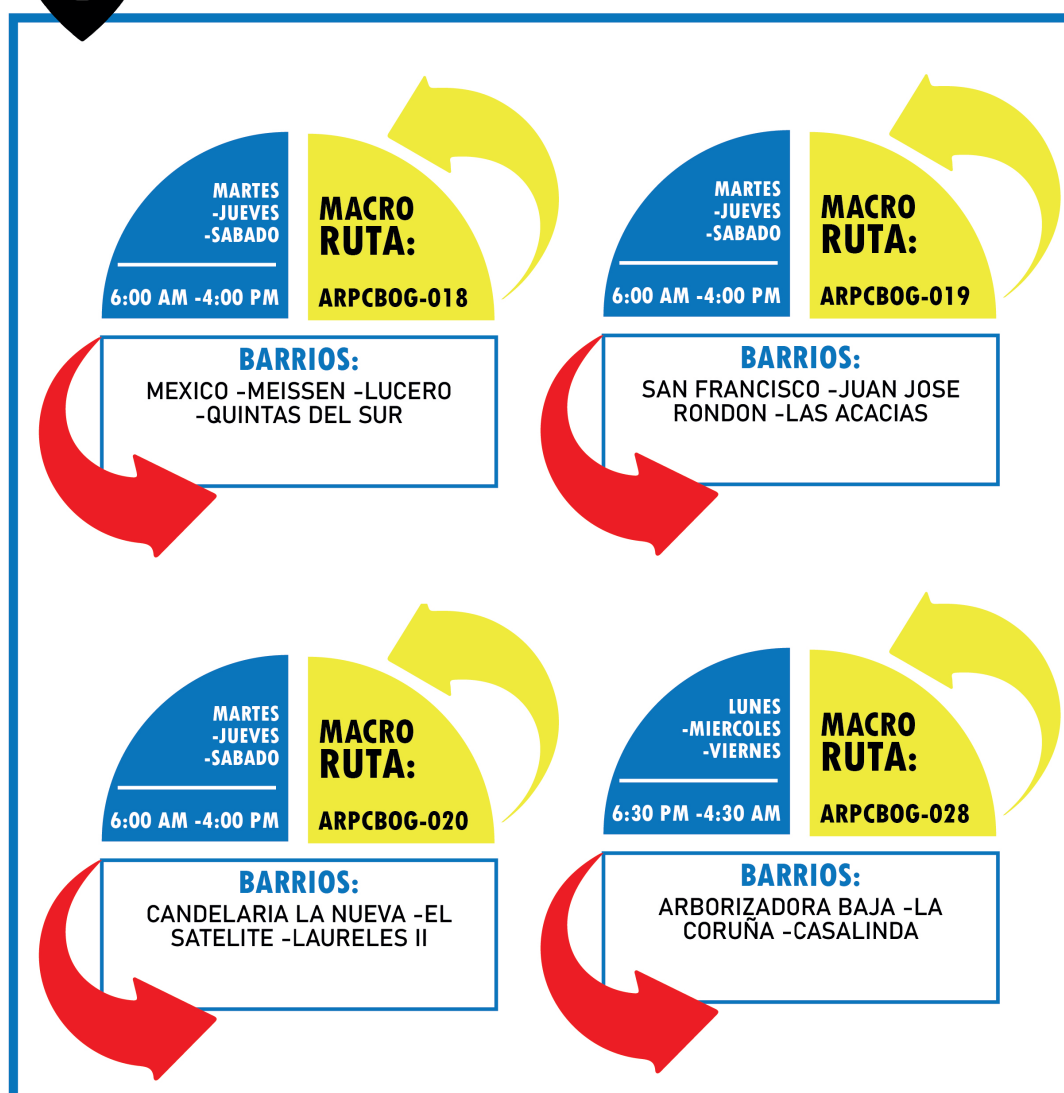 MARTES
-JUEVES
-SABADO
6:00 AM -4:00 PM
MACRO
RUTA:
ARPCBOG-018
BARRIOS:
MEXICO -MEISSEN -LUCERO
-QUINTAS DEL SUR
MARTES
-JUEVES
-SABADO
6:00 AM -4:00 PM
MACRO
RUTA:
ARPCBOG-019
BARRIOS:
SAN FRANCISCO -JUAN JOSE
RONDON -LAS ACACIAS
MARTES
-JUEVES
-SABADO
6:00 AM -4:00 PM
MACRO
RUTA:
ARPCBOG-020
BARRIOS:
CANDELARIA LA NUEVA -EL
SATELITE -LAURELES II
LUNES
-MIERCOLES
-VIERNES
6:30 PM -4:30 AM
MACRO
RUTA:
ARPCBOG-028
BARRIOS:
ARBORIZADORA BAJA -LA
CORUÑA -CASALINDA